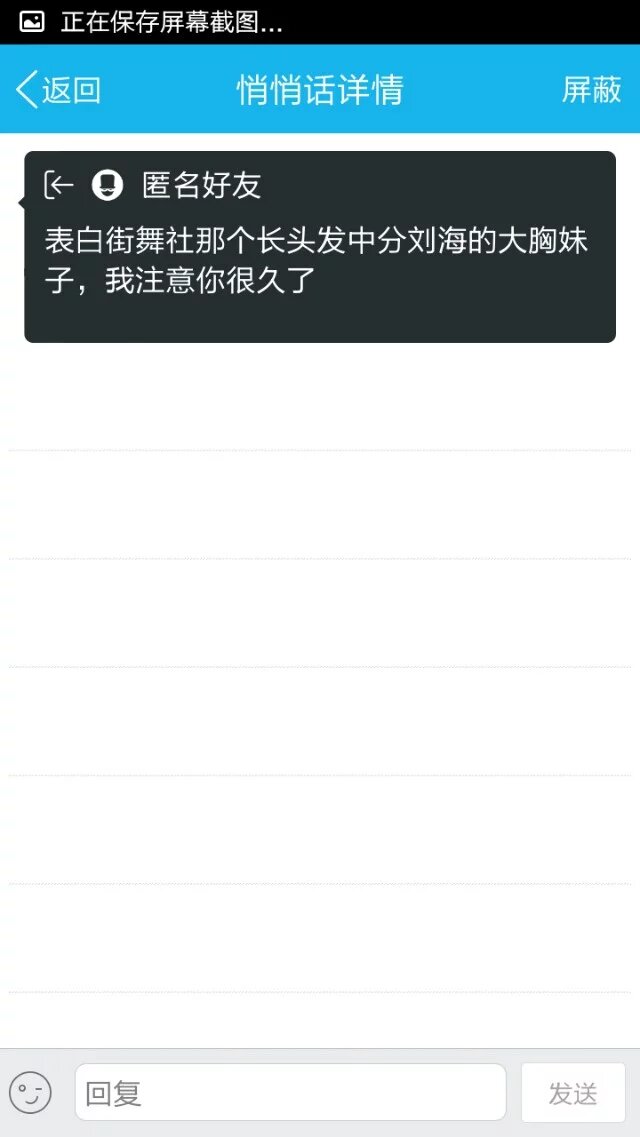 正在保存屏幕截图...
返回
悄悄话详情
屏蔽
匿名好友
表白街舞社那个长头发中分刘海的大胸妹
子，我注意你很久了
回复
发送